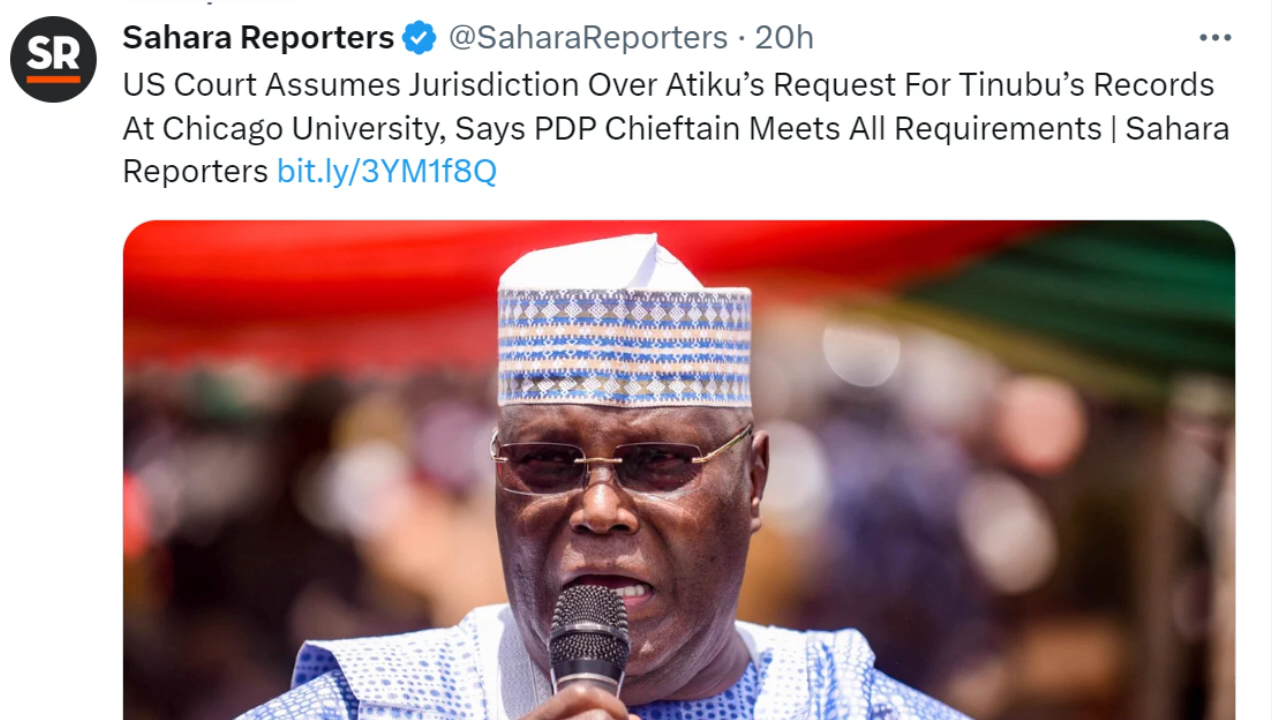 SR
Sahara Reporters @SaharaReporters · 20h
US Court Assumes Jurisdiction Over Atiku’s Request For Tinubu’s Records
At Chicago University, Says PDP Chieftain Meets All Requirements | Sahara
Reporters bit.ly/3YM1f8Q